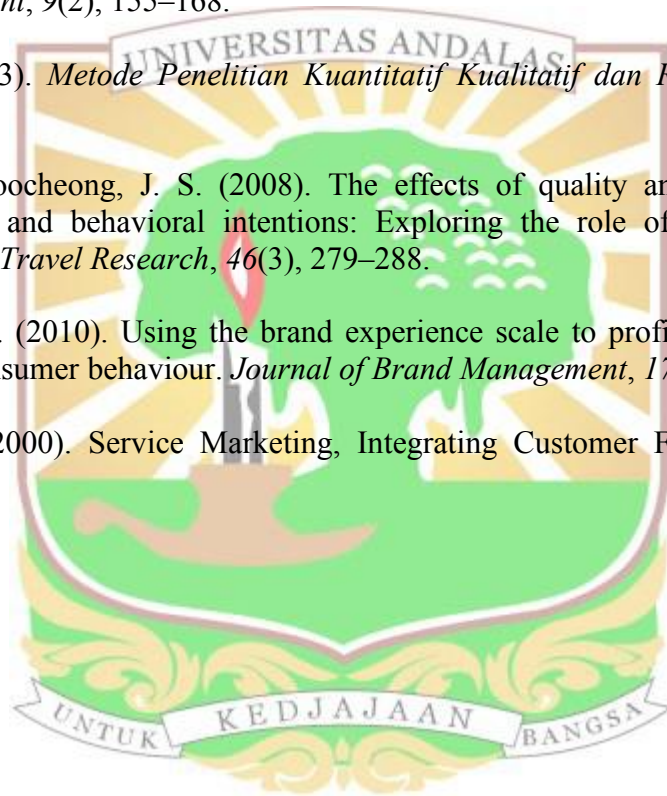 nt, 9(2), 155–168.
UNIVERSITAS ANDALAS
3). Metode Penelitian Kuantitatif Kualitatif dan
oocheong, J. S. (2008). The effects of quality an
and behavioral intentions: Exploring the role of
Travel Research, 46(3), 279–288.
. (2010). Using the brand experience scale to profi
nsumer behaviour. Journal of Brand Management, 17
2000). Service Marketing, Integrating Customer F
UNTUK KEDJAJAAN BANGSA